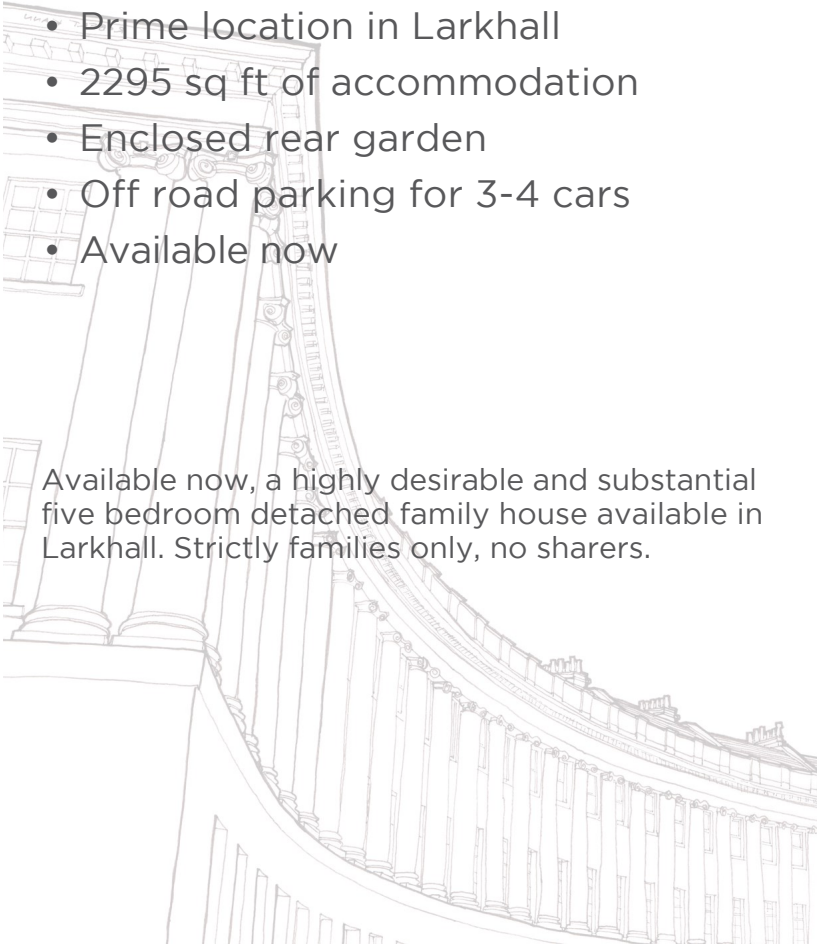 • Prime location in Larkhall
• 2295 sq ft of accommodation
• Enclosed rear garden
• Off road parking for 3-4 cars
• Available now
Available now, a highly desirable and substantial
five bedroom detached family house available in
Larkhall. Strictly families only, no sharers.